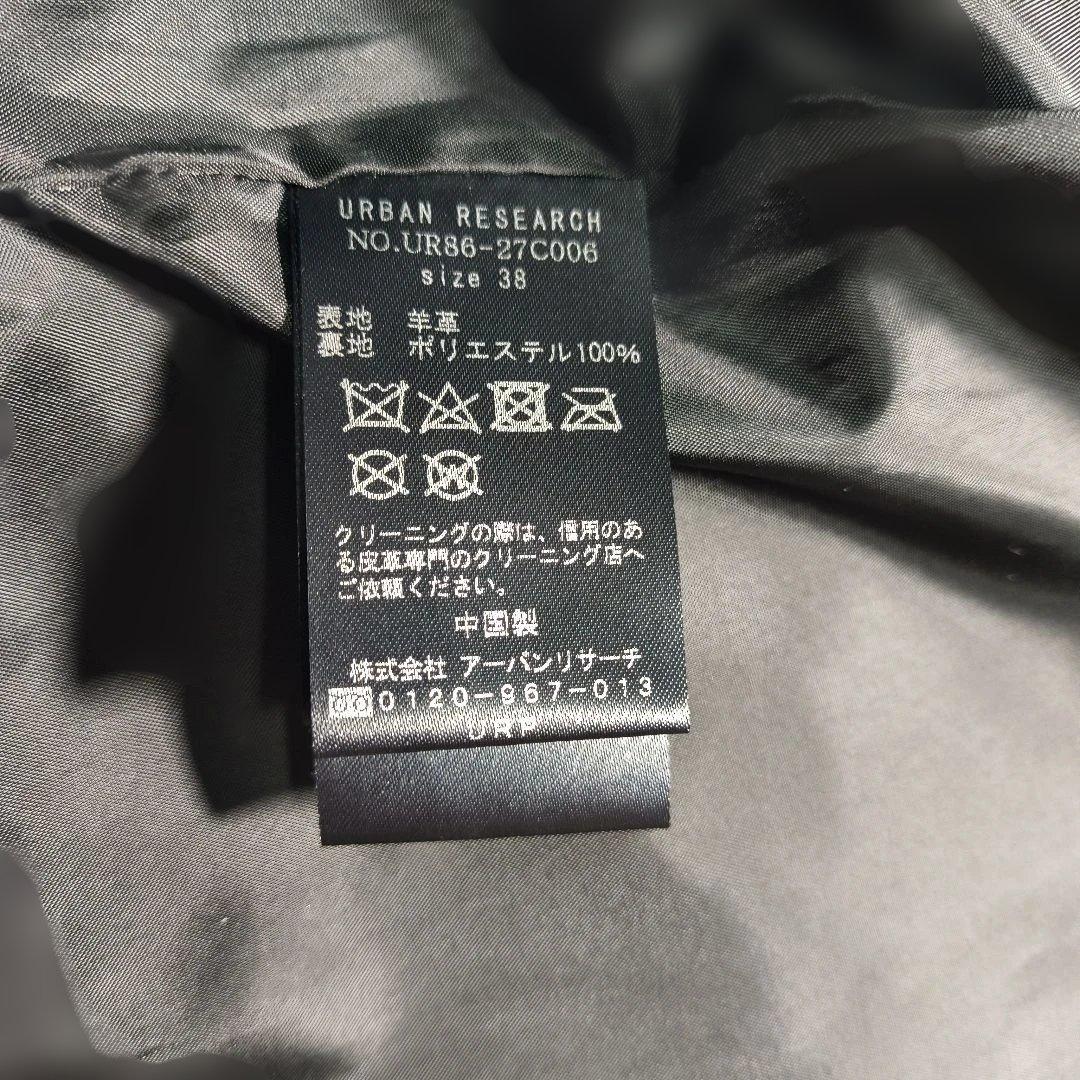 URBAN RESEARCH
NO.UR86-27C006
size 38
表地 羊革
裏地 ポリエステル100%
クリーニングの際は、信用のあ
る皮革専門のクリーニング店へ
ご依頼ください。
中国製
株式会社 アーバンリサーチ
0120-967-013
URP